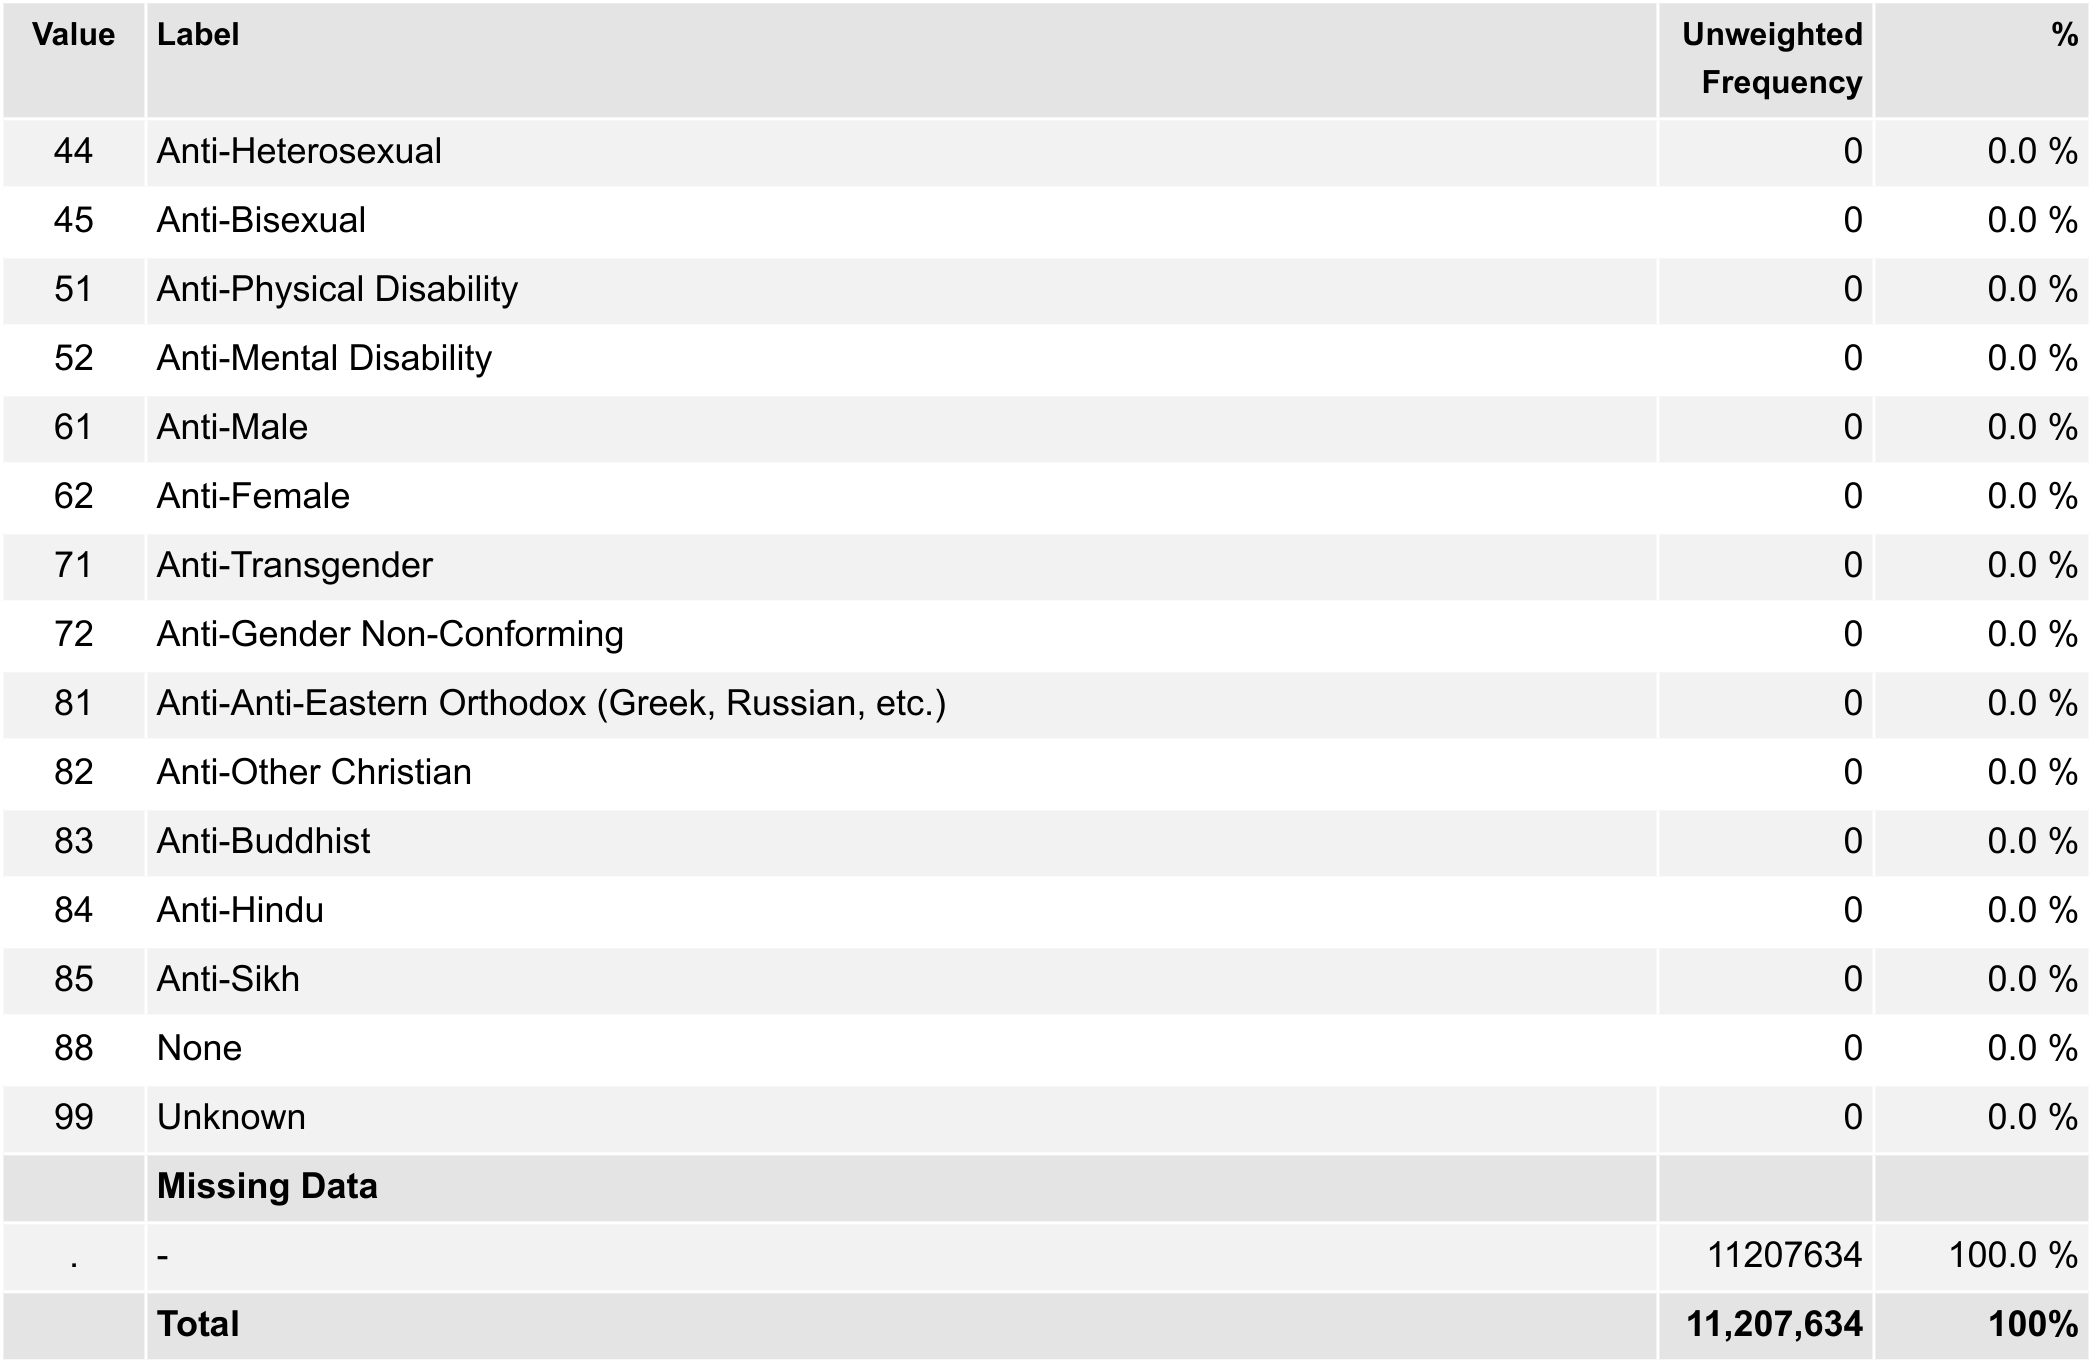 Value Label Unweighted Frequency %
44 Anti-Heterosexual 0 0.0 %
45 Anti-Bisexual 0 0.0 %
51 Anti-Physical Disability 0 0.0 %
52 Anti-Mental Disability 0 0.0 %
61 Anti-Male 0 0.0 %
62 Anti-Female 0 0.0 %
71 Anti-Transgender 0 0.0 %
72 Anti-Gender Non-Conforming 0 0.0 %
81 Anti-Anti-Eastern Orthodox (Greek, Russian, etc.) 0 0.0 %
82 Anti-Other Christian 0 0.0 %
83 Anti-Buddhist 0 0.0 %
84 Anti-Hindu 0 0.0 %
85 Anti-Sikh 0 0.0 %
88 None 0 0.0 %
99 Unknown 0 0.0 %
Missing Data
. - 11207634 100.0 %
Total 11,207,634 100%